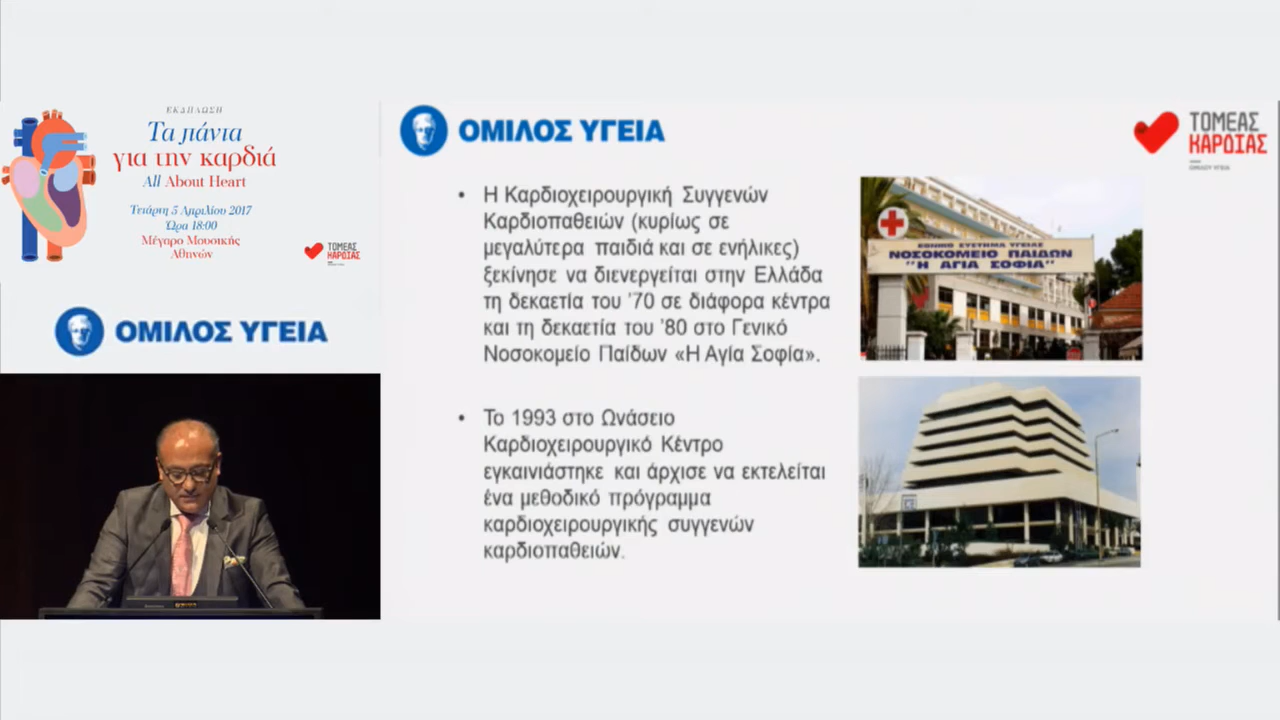 ΕΚΔΗΛΩΣΗ
Τα πάντα
για την καρδιά
All About Heart
Τετάρτη 5 Απριλίου 2017
Ώρα 18:00
Μέγαρο Μουσικής
Αθηνών
ΤΟΜΕΑΣ
ΚΑΡΔΙΑΣ
ΟΜΙΛΟΣ ΥΓΕΙΑ
ΟΜΙΛΟΣ ΥΓΕΙΑ
ΤΟΜΕΑΣ
ΚΑΡΔΙΑΣ
ΟΜΙΛΟΥ ΥΓΕΙΑ
• Η Καρδιοχειρουργική Συγγενών
Καρδιοπαθειών (κυρίως σε
μεγαλύτερα παιδιά και σε ενήλικες)
ξεκίνησε να διενεργείται στην Ελλάδα
τη δεκαετία του '70 σε διάφορα κέντρα
και τη δεκαετία του '80 στο Γενικό
Νοσοκομείο Παίδων «Η Αγία Σοφία».
• Το 1993 στο Ωνάσειο
Καρδιοχειρουργικό Κέντρο
εγκαινιάστηκε και άρχισε να εκτελείται
ένα μεθοδικό πρόγραμμα
καρδιοχειρουργικής συγγενών
καρδιοπαθειών.
ΕΘΝΙΚΟ ΣΥΣΤΗΜΑ ΥΓΕΙΑΣ
ΝΟΣΟΚΟΜΕΙΟ ΠΑΙΔΩΝ
"Η ΑΓΙΑ ΣΟΦΙΑ"